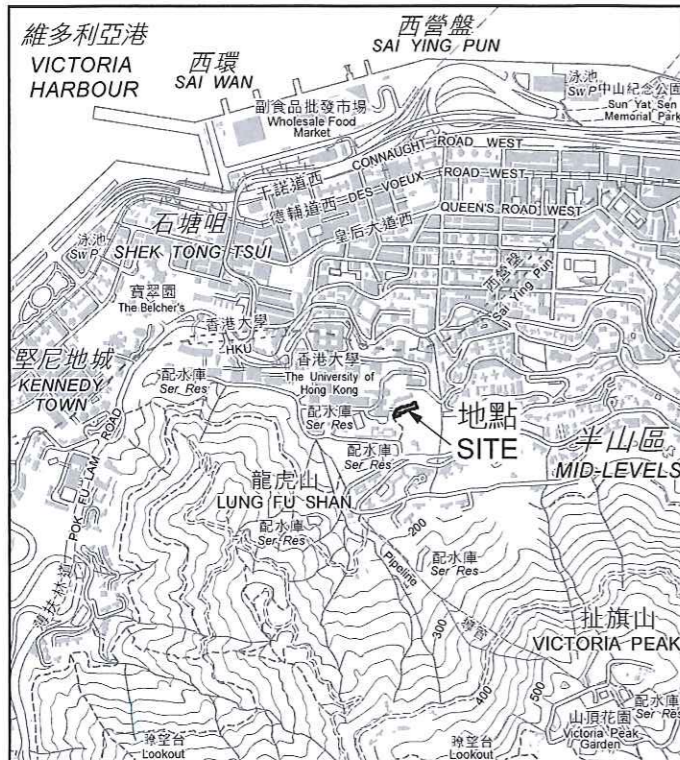 維多利亞港
VICTORIA
HARBOUR
西環
SAI WAN
西營盤
SAI YING PUN
副食品批發市場
Wholesale Food
Market
泳池
Sw P
中山紀念公園
Sun Yat Sen
Memorial Park
干諾道西
CONNAUGHT ROAD WEST
德輔道西
DES VOEUX ROAD WEST
皇后大道西
QUEEN'S ROAD WEST
石塘咀
SHEK TONG TSUI
泳池
Sw P
西營盤
Sai Ying Pun
寶翠園
The Belcher's
香港大學
HKU
堅尼地城
KENNEDY
TOWN
配水庫
Ser Res
香港大學
The University of
Hong Kong
配水庫
Ser Res
地點
SITE
配水庫
Ser Res
半山區
MID-LEVELS
龍虎山
LUNG FU SHAN
配水庫
Ser Res
200
配水庫
Ser Res
POK FU LAM ROAD
薄扶林道
Pipeline
300
400
500
扯旗山
VICTORIA PEAK
配水庫
Ser Res
山頂花園
Victoria Peak
Garden
瞭望台
Lookout
瞭望台
Lookout